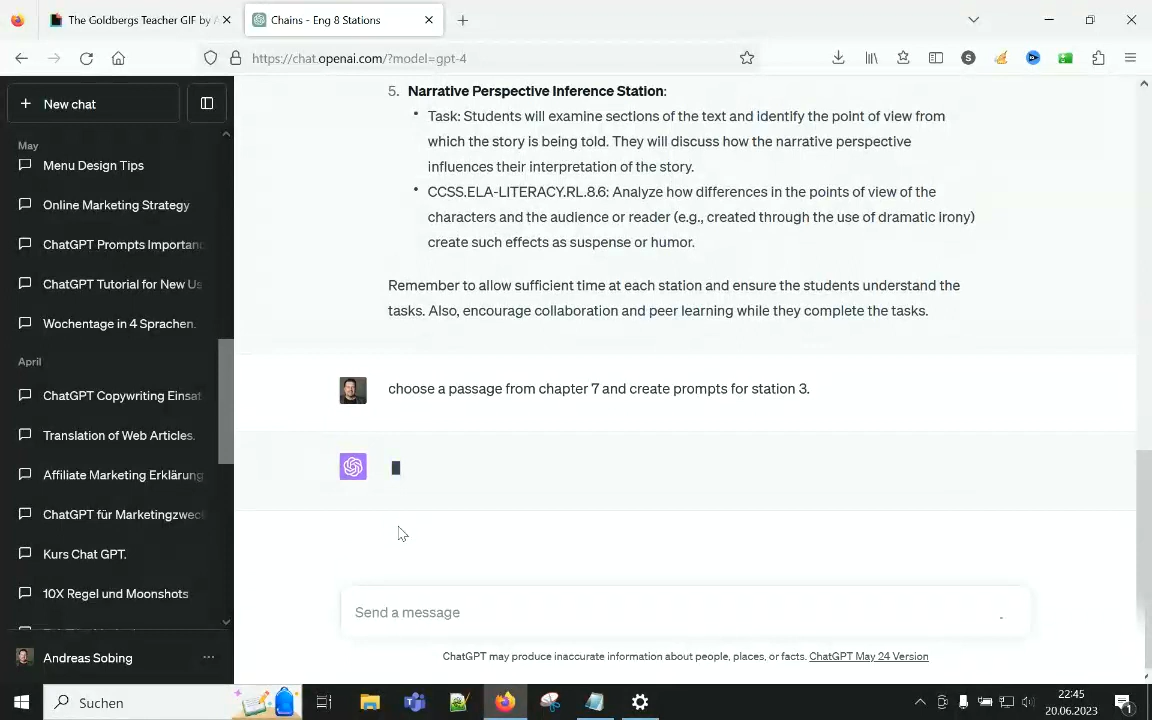 The Goldbergs Teacher GIF by A
Chains - Eng 8 Stations
https://chat.openai.com/?model=gpt-4
S
New chat
May
Menu Design Tips
Online Marketing Strategy
ChatGPT Prompts Importanc
ChatGPT Tutorial for New Us
Wochentage in 4 Sprachen.
April
ChatGPT Copywriting Einsat
Translation of Web Articles.
Affiliate Marketing Erklärung
ChatGPT für Marketingzwec
Kurs Chat GPT.
10X Regel und Moonshots
Andreas Sobing
5. Narrative Perspective Inference Station:
• Task: Students will examine sections of the text and identify the point of view from
which the story is being told. They will discuss how the narrative perspective
influences their interpretation of the story.
• CCSS.ELA-LITERACY.RL.8.6: Analyze how differences in the points of view of the
characters and the audience or reader (e.g., created through the use of dramatic irony)
create such effects as suspense or humor.
Remember to allow sufficient time at each station and ensure the students understand the
tasks. Also, encourage collaboration and peer learning while they complete the tasks.
choose a passage from chapter 7 and create prompts for station 3.
Send a message
ChatGPT may produce inaccurate information about people, places, or facts. ChatGPT May 24 Version
Suchen
22:45
20.06.2023
1